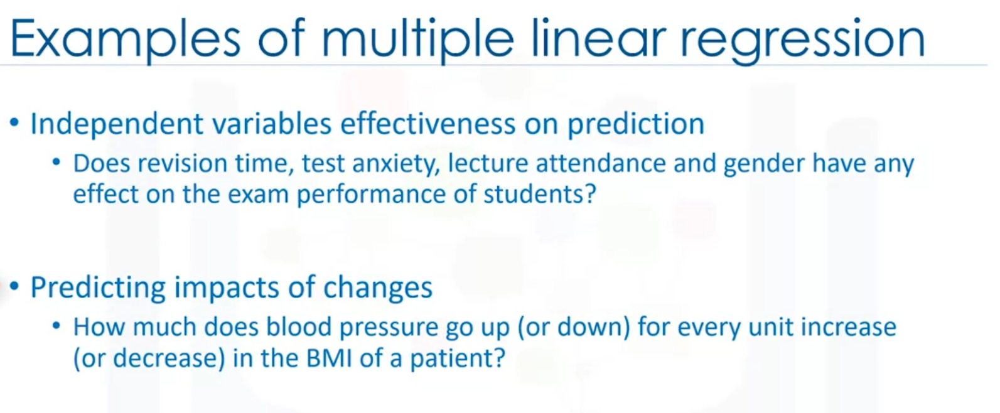 Examples of multiple linear regression
• Independent variables effectiveness on prediction
• Does revision time, test anxiety, lecture attendance and gender have any
effect on the exam performance of students?
• Predicting impacts of changes
• How much does blood pressure go up (or down) for every unit increase
(or decrease) in the BMI of a patient?